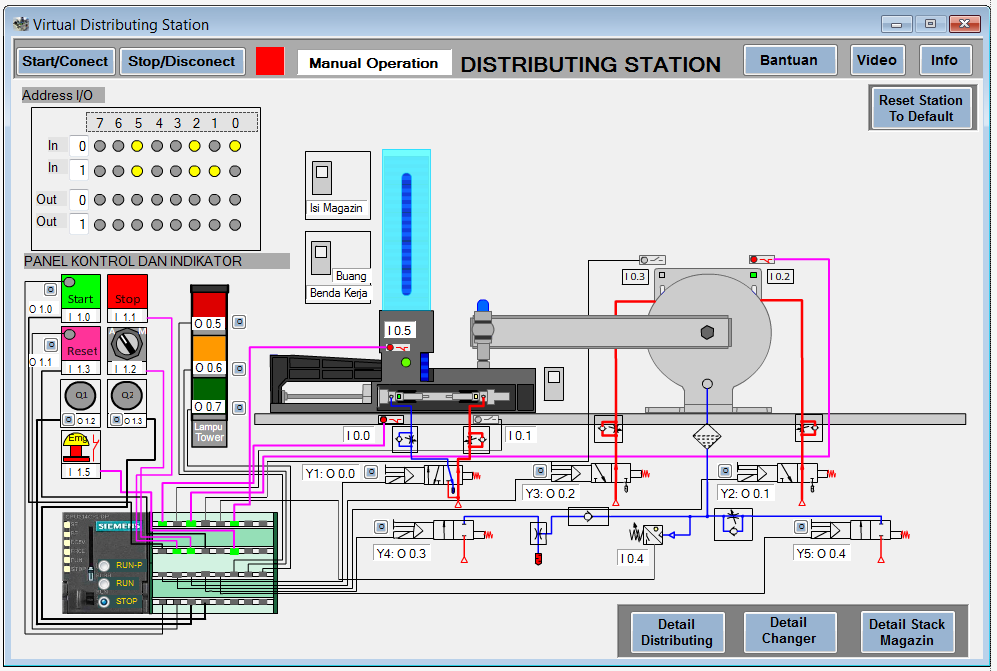 Virtual Distributing Station
Start/Conect
Stop/Disconect
Manual Operation
DISTRIBUTING STATION
Bantuan
Video
Info
Reset Station
To Default
Address I/O
7 6 5 4 3 2 1 0
In 0
In 1
Out 0
Out 1
PANEL KONTROL DAN INDIKATOR
Isi Magazin
Buang
Benda Kerja
Start
I 1.0
O 1.0
Stop
I 1.1
Reset
I 1.3
O 1.1
A M
I 1.2
Q1
O 1.2
Q2
O 1.3
Emg
I 1.5
O 0.5
O 0.6
O 0.7
Lampu
Tower
I 0.5
I 0.3
I 0.2
I 0.0
I 0.1
Y1: O 0.0
Y3: O 0.2
Y2: O 0.1
Y4: O 0.3
I 0.4
Y5: O 0.4
SIEMENS
RUN-P
RUN
STOP
Detail
Distributing
Detail
Changer
Detail Stack
Magazin